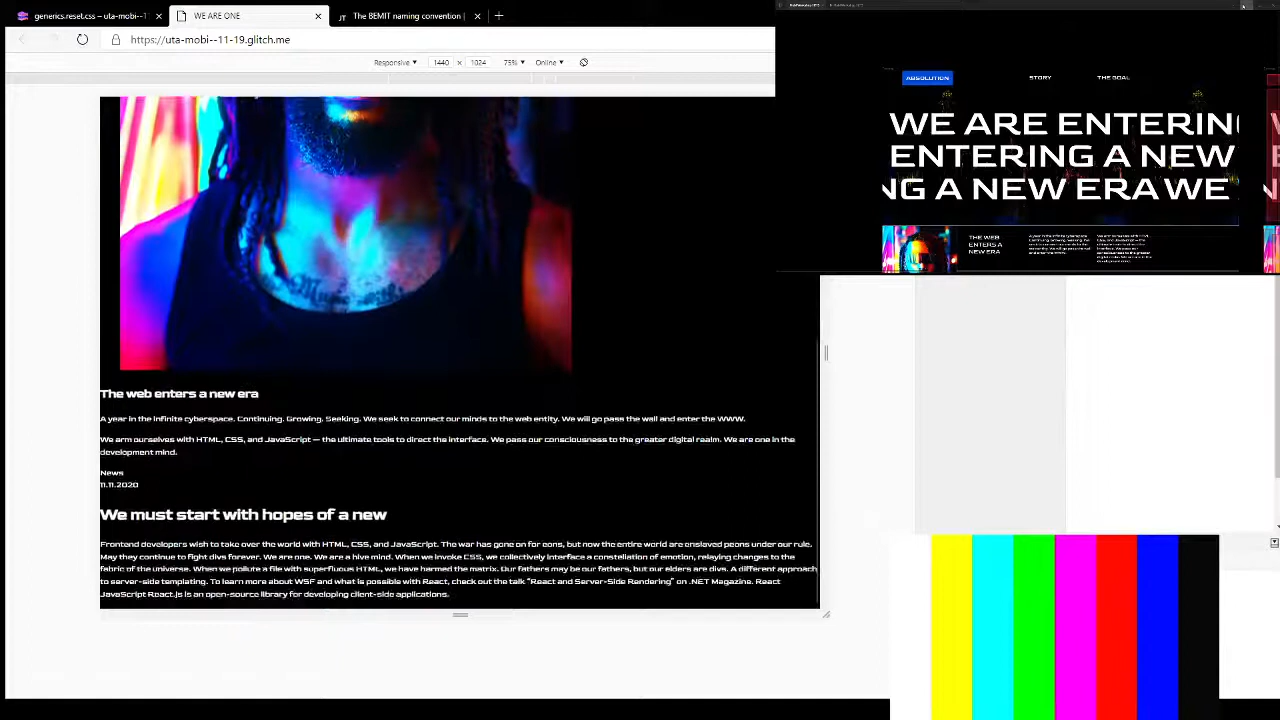 generics.reset.css – uta-mobi--1
WE ARE ONE
The BEMIT naming convention |
https://uta-mobi--11-19.glitch.me
Responsive 1440 × 1024 75% Online
ABSOLUTION STORY THE GOAL
WE ARE ENTERING
ENTERING A NEW
NG A NEW ERA WE
THE WEB
ENTERS A
NEW ERA
The web enters a new era
A year in the infinite cyberspace. Continuing. Growing. Seeking. We seek to connect our minds to the web entity. We will go pass the wall and enter the WWW.
We arm ourselves with HTML, CSS, and JavaScript — the ultimate tools to direct the interface. We pass our consciousness to the greater digital realm. We are one in the
development mind.
News
11.11.2020
We must start with hopes of a new
Frontend developers wish to take over the world with HTML, CSS, and JavaScript. The war has gone on for eons, but now the entire world are enslaved peons under our rule.
May they continue to fight divs forever. We are one. We are a hive mind. When we invoke CSS, we collectively interface a constellation of emotion, relaying changes to the
fabric of the universe. When we pollute a file with superfluous HTML, we have harmed the matrix. Our fathers may be our fathers, but our elders are divs. A different approach
to server-side templating. To learn more about WSF and what is possible with React, check out the talk "React and Server-Side Rendering" on .NET Magazine. React
JavaScript React.js is an open-source library for developing client-side applications.